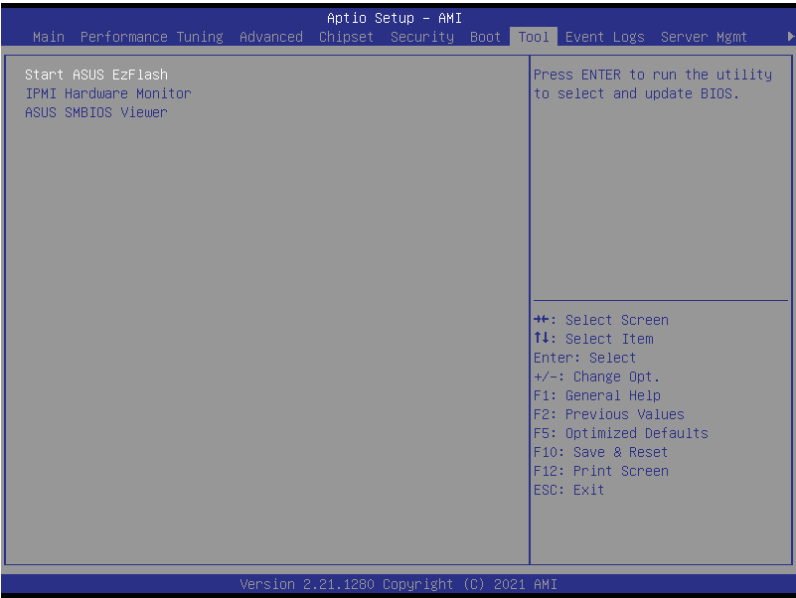 Aptio Setup – AMI
Main Performance Tuning Advanced Chipset Security Boot Tool Event Logs Server Mgmt ▶
Start ASUS EzFlash
IPMI Hardware Monitor
ASUS SMBIOS Viewer
Press ENTER to run the utility
to select and update BIOS.
→←: Select Screen
↑↓: Select Item
Enter: Select
+/-: Change Opt.
F1: General Help
F2: Previous Values
F5: Optimized Defaults
F10: Save & Reset
F12: Print Screen
ESC: Exit
Version 2.21.1280 Copyright (C) 2021 AMI